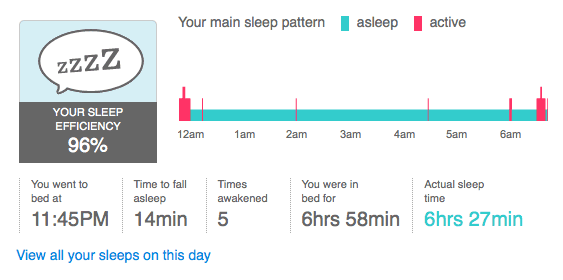 Your main sleep pattern asleep active
zzzZ
YOUR SLEEP
EFFICIENCY
96%
12am 1am 2am 3am 4am 5am 6am
You went to
bed at
11:45PM
Time to fall
asleep
14min
Times
awakened
5
You were in
bed for
6hrs 58min
Actual sleep
time
6hrs 27min
View all your sleeps on this day